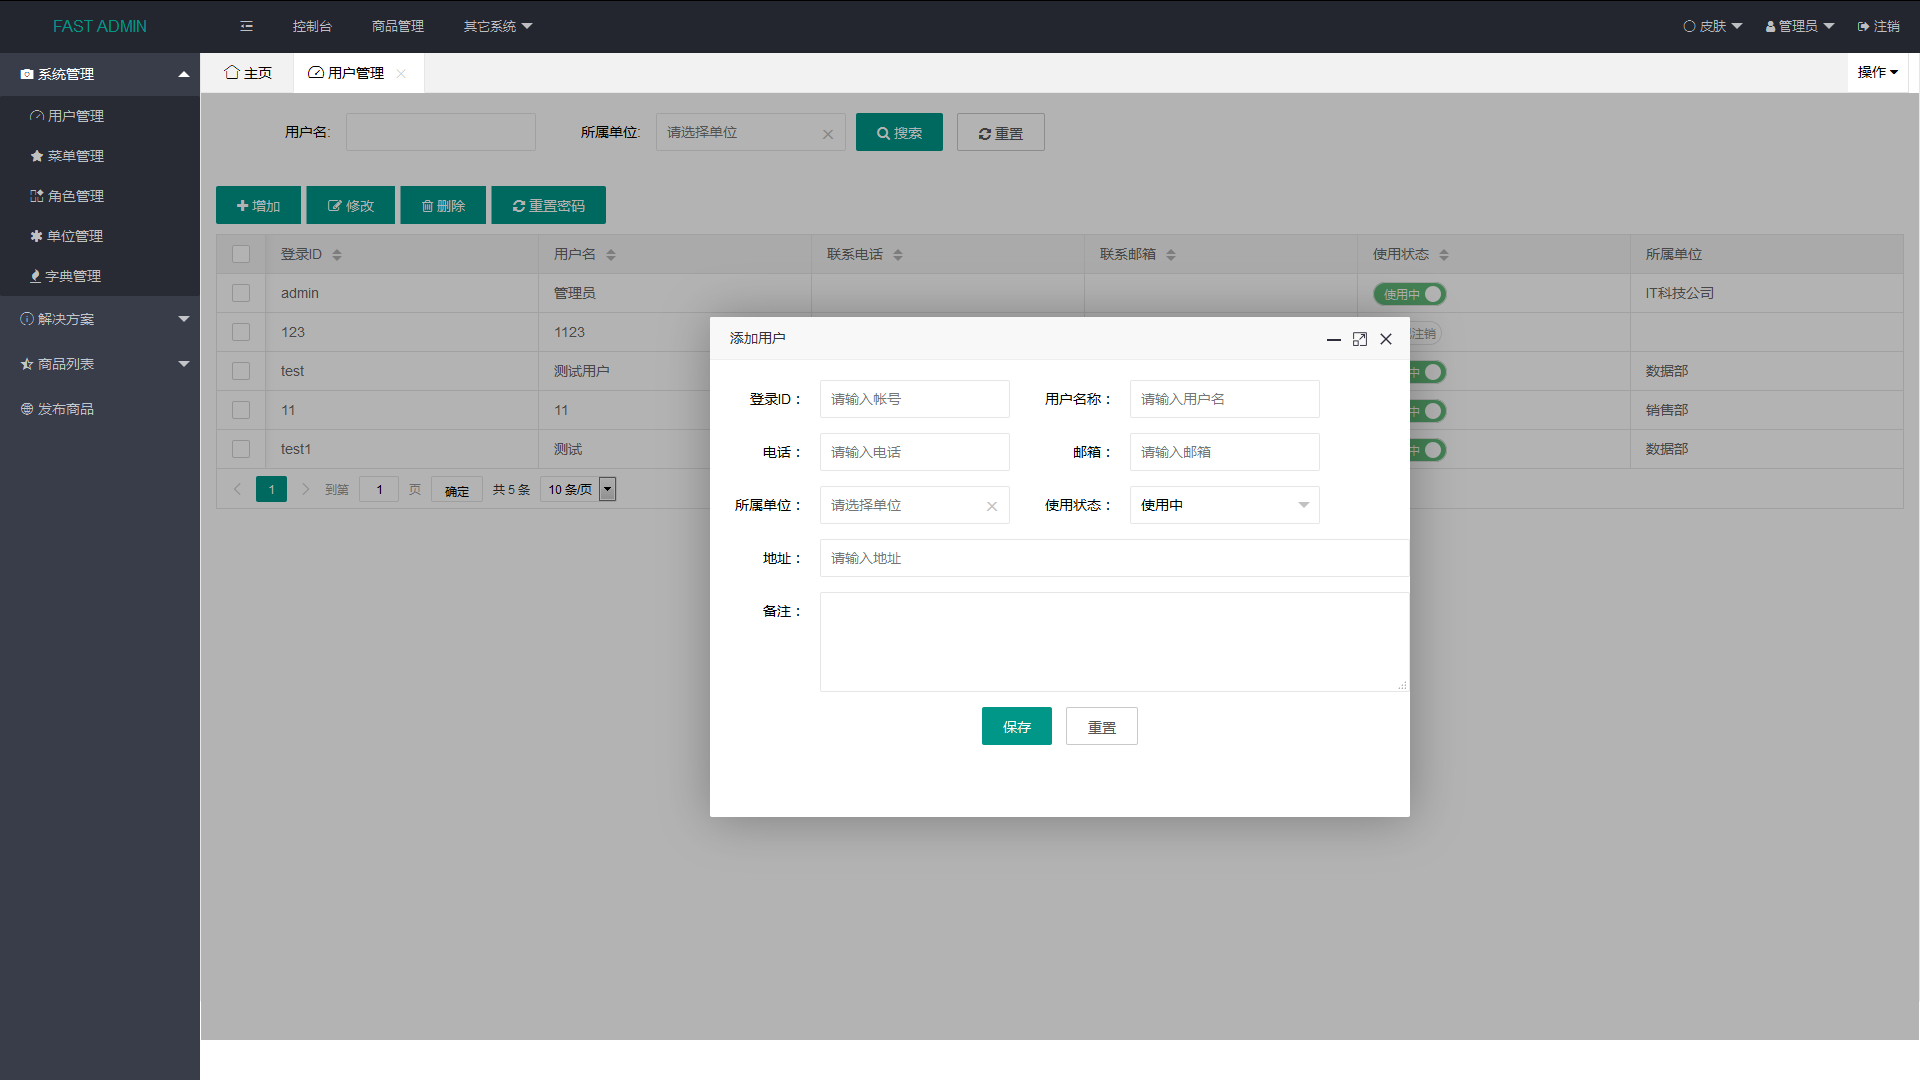 FAST ADMIN
控制台
商品管理
其它系统
皮肤
管理员
注销
系统管理
用户管理
菜单管理
角色管理
单位管理
字典管理
解决方案
商品列表
发布商品
主页
用户管理
操作
用户名:
所属单位:
请选择单位
搜索
重置
增加
修改
删除
重置密码
登录ID 用户名 联系电话 联系邮箱 使用状态 所属单位
admin 管理员 使用中 IT科技公司
123 1123 注销
test 测试用户 中 数据部
11 11 中 销售部
test1 测试 中 数据部
1 到第 1 页 确定 共 5 条 10 条/页
添加用户
登录ID： 请输入帐号 用户名称： 请输入用户名
电话： 请输入电话 邮箱： 请输入邮箱
所属单位： 请选择单位 使用状态： 使用中
地址： 请输入地址
备注：
保存 重置